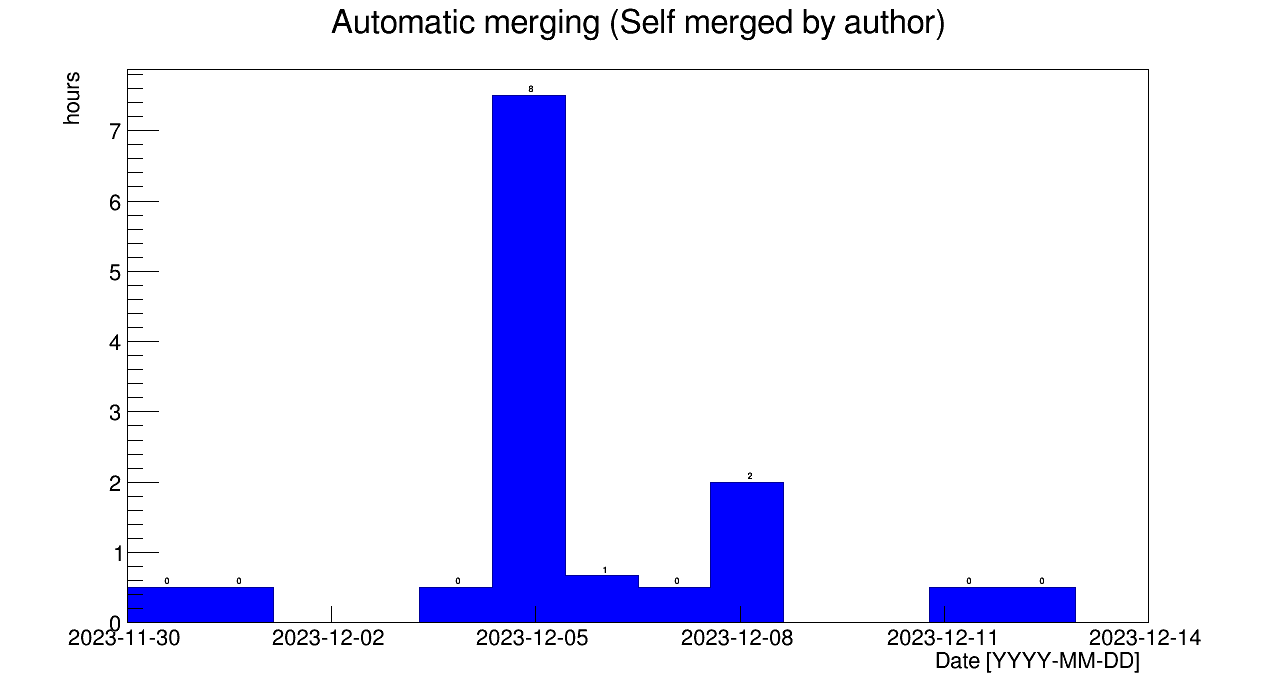 Automatic merging (Self merged by author)
hours
8
7
6
5
4
3
2
2
1
1
0 0 0 0 0 0
0
2023-11-30 2023-12-02 2023-12-05 2023-12-08 2023-12-11 2023-12-14
Date [YYYY-MM-DD]